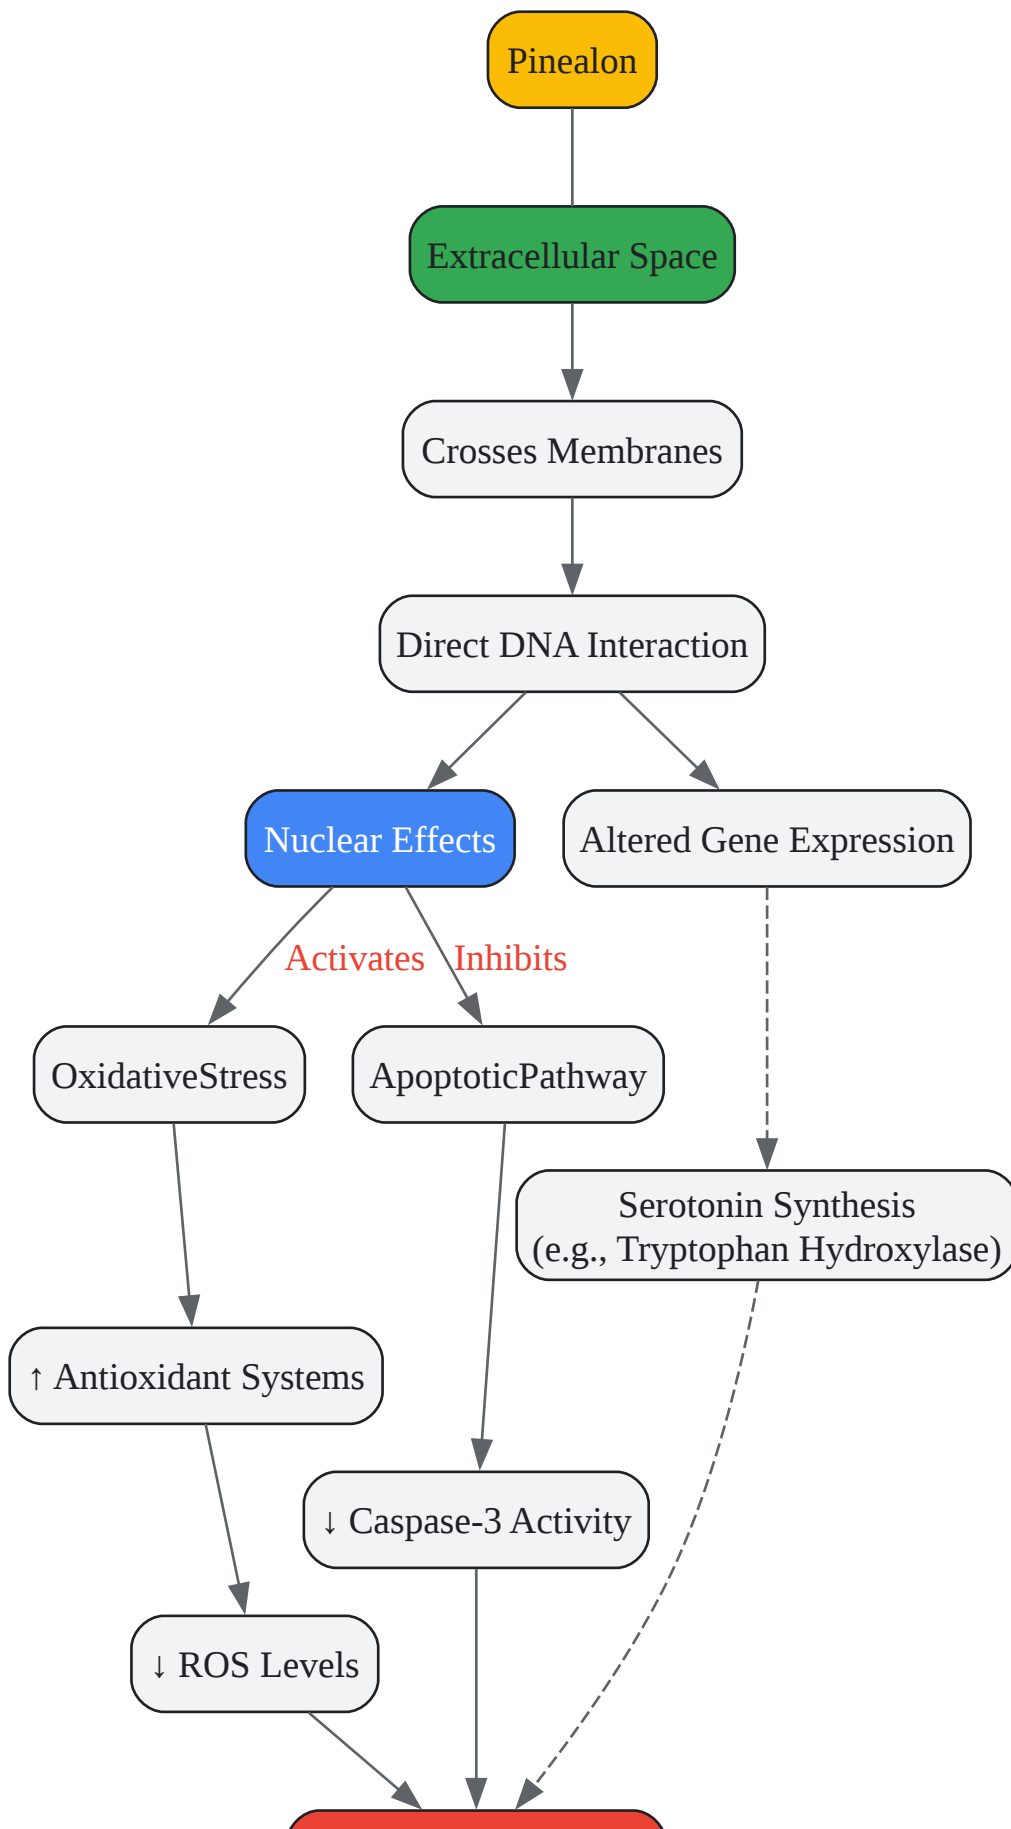 Pinealon
Extracellular Space
Crosses Membranes
Direct DNA Interaction
Nuclear Effects
Altered Gene Expression
Activates
Inhibits
OxidativeStress
ApoptoticPathway
Serotonin Synthesis
(e.g., Tryptophan Hydroxylase)
↑ Antioxidant Systems
↓ Caspase-3 Activity
↓ ROS Levels